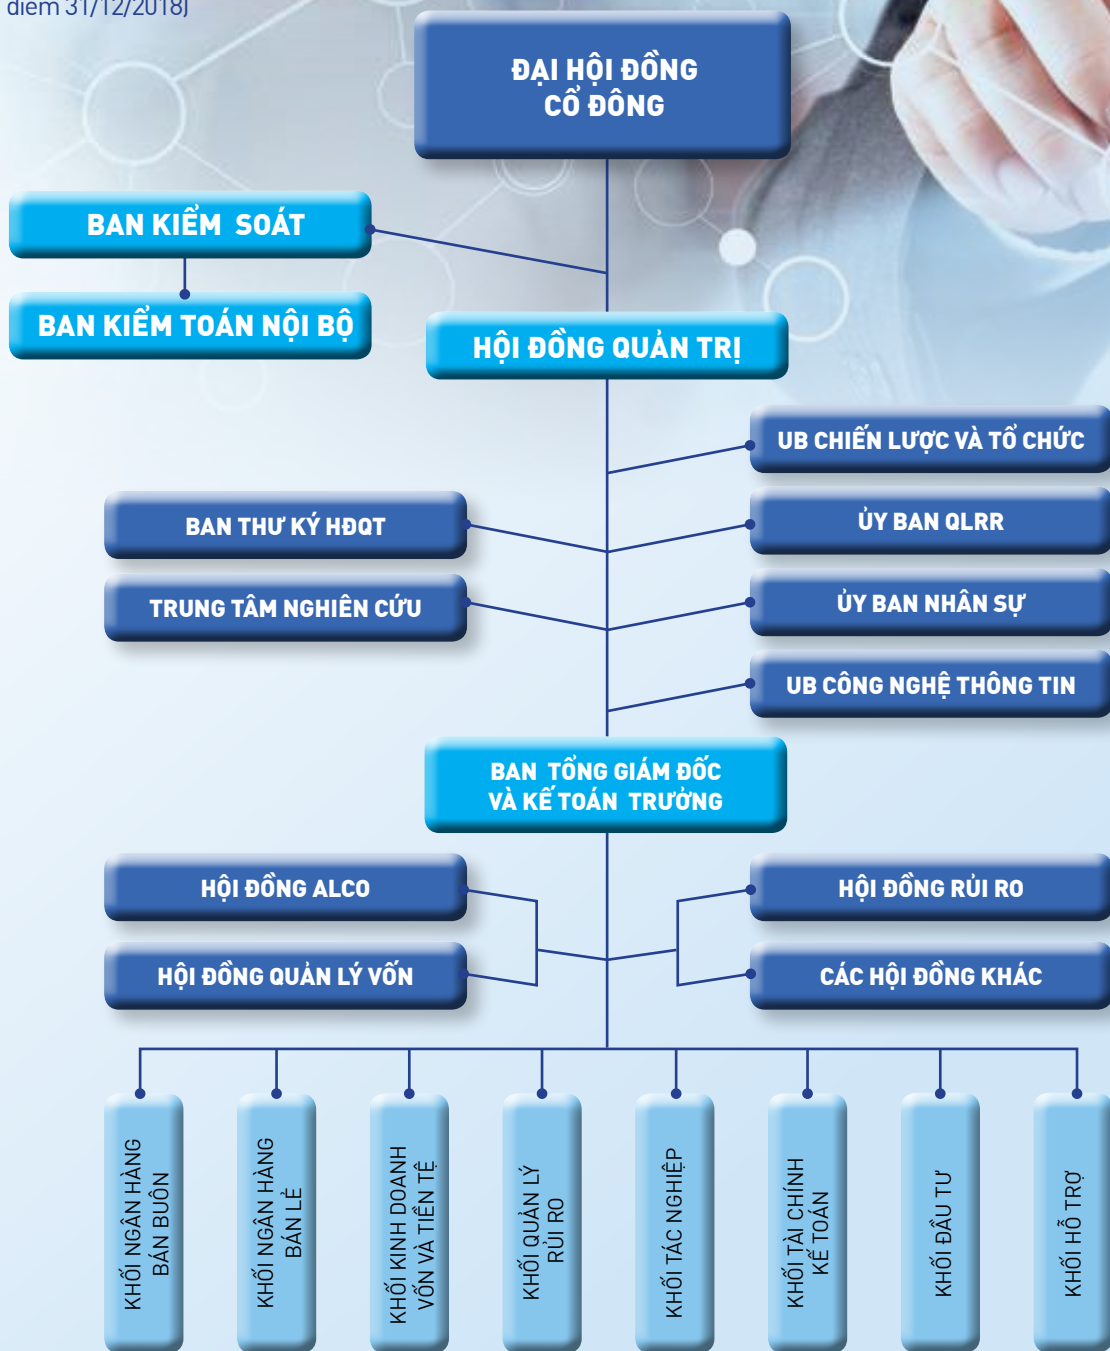 điểm 31/12/2018)
ĐẠI HỘI ĐỒNG
CỔ ĐÔNG
BAN KIỂM SOÁT
BAN KIỂM TOÁN NỘI BỘ
HỘI ĐỒNG QUẢN TRỊ
UB CHIẾN LƯỢC VÀ TỔ CHỨC
BAN THƯ KÝ HĐQT
ỦY BAN QLRR
TRUNG TÂM NGHIÊN CỨU
ỦY BAN NHÂN SỰ
UB CÔNG NGHỆ THÔNG TIN
BAN TỔNG GIÁM ĐỐC
VÀ KẾ TOÁN TRƯỞNG
HỘI ĐỒNG ALCO
HỘI ĐỒNG RỦI RO
HỘI ĐỒNG QUẢN LÝ VỐN
CÁC HỘI ĐỒNG KHÁC
KHỐI NGÂN HÀNG
BÁN BUÔN
KHỐI NGÂN HÀNG
BÁN LẺ
KHỐI KINH DOANH
VỐN VÀ TIỀN TỆ
KHỐI QUẢN LÝ
RỦI RO
KHỐI TÁC NGHIỆP
KHỐI TÀI CHÍNH
KẾ TOÁN
KHỐI ĐẦU TƯ
KHỐI HỖ TRỢ